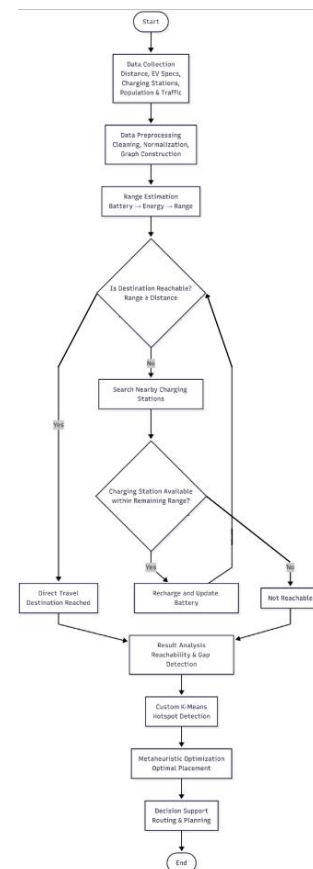 Start
Data Collection
Distance, EV Specs,
Charging Stations,
Population & Traffic
Data Preprocessing
Cleaning, Normalization,
Graph Construction
Range Estimation
Battery → Energy → Range
Is Destination Reachable?
Range ≥ Distance
No
Search Nearby Charging
Stations
Yes
Charging Station Available
within Remaining Range?
No
Yes
Direct Travel
Destination Reached
Recharge and Update
Battery
Not Reachable
Result Analysis
Reachability & Gap
Detection
Custom K-Means
Hotspot Detection
Metaheuristic Optimization
Optimal Placement
Decision Support
Routing & Planning
End